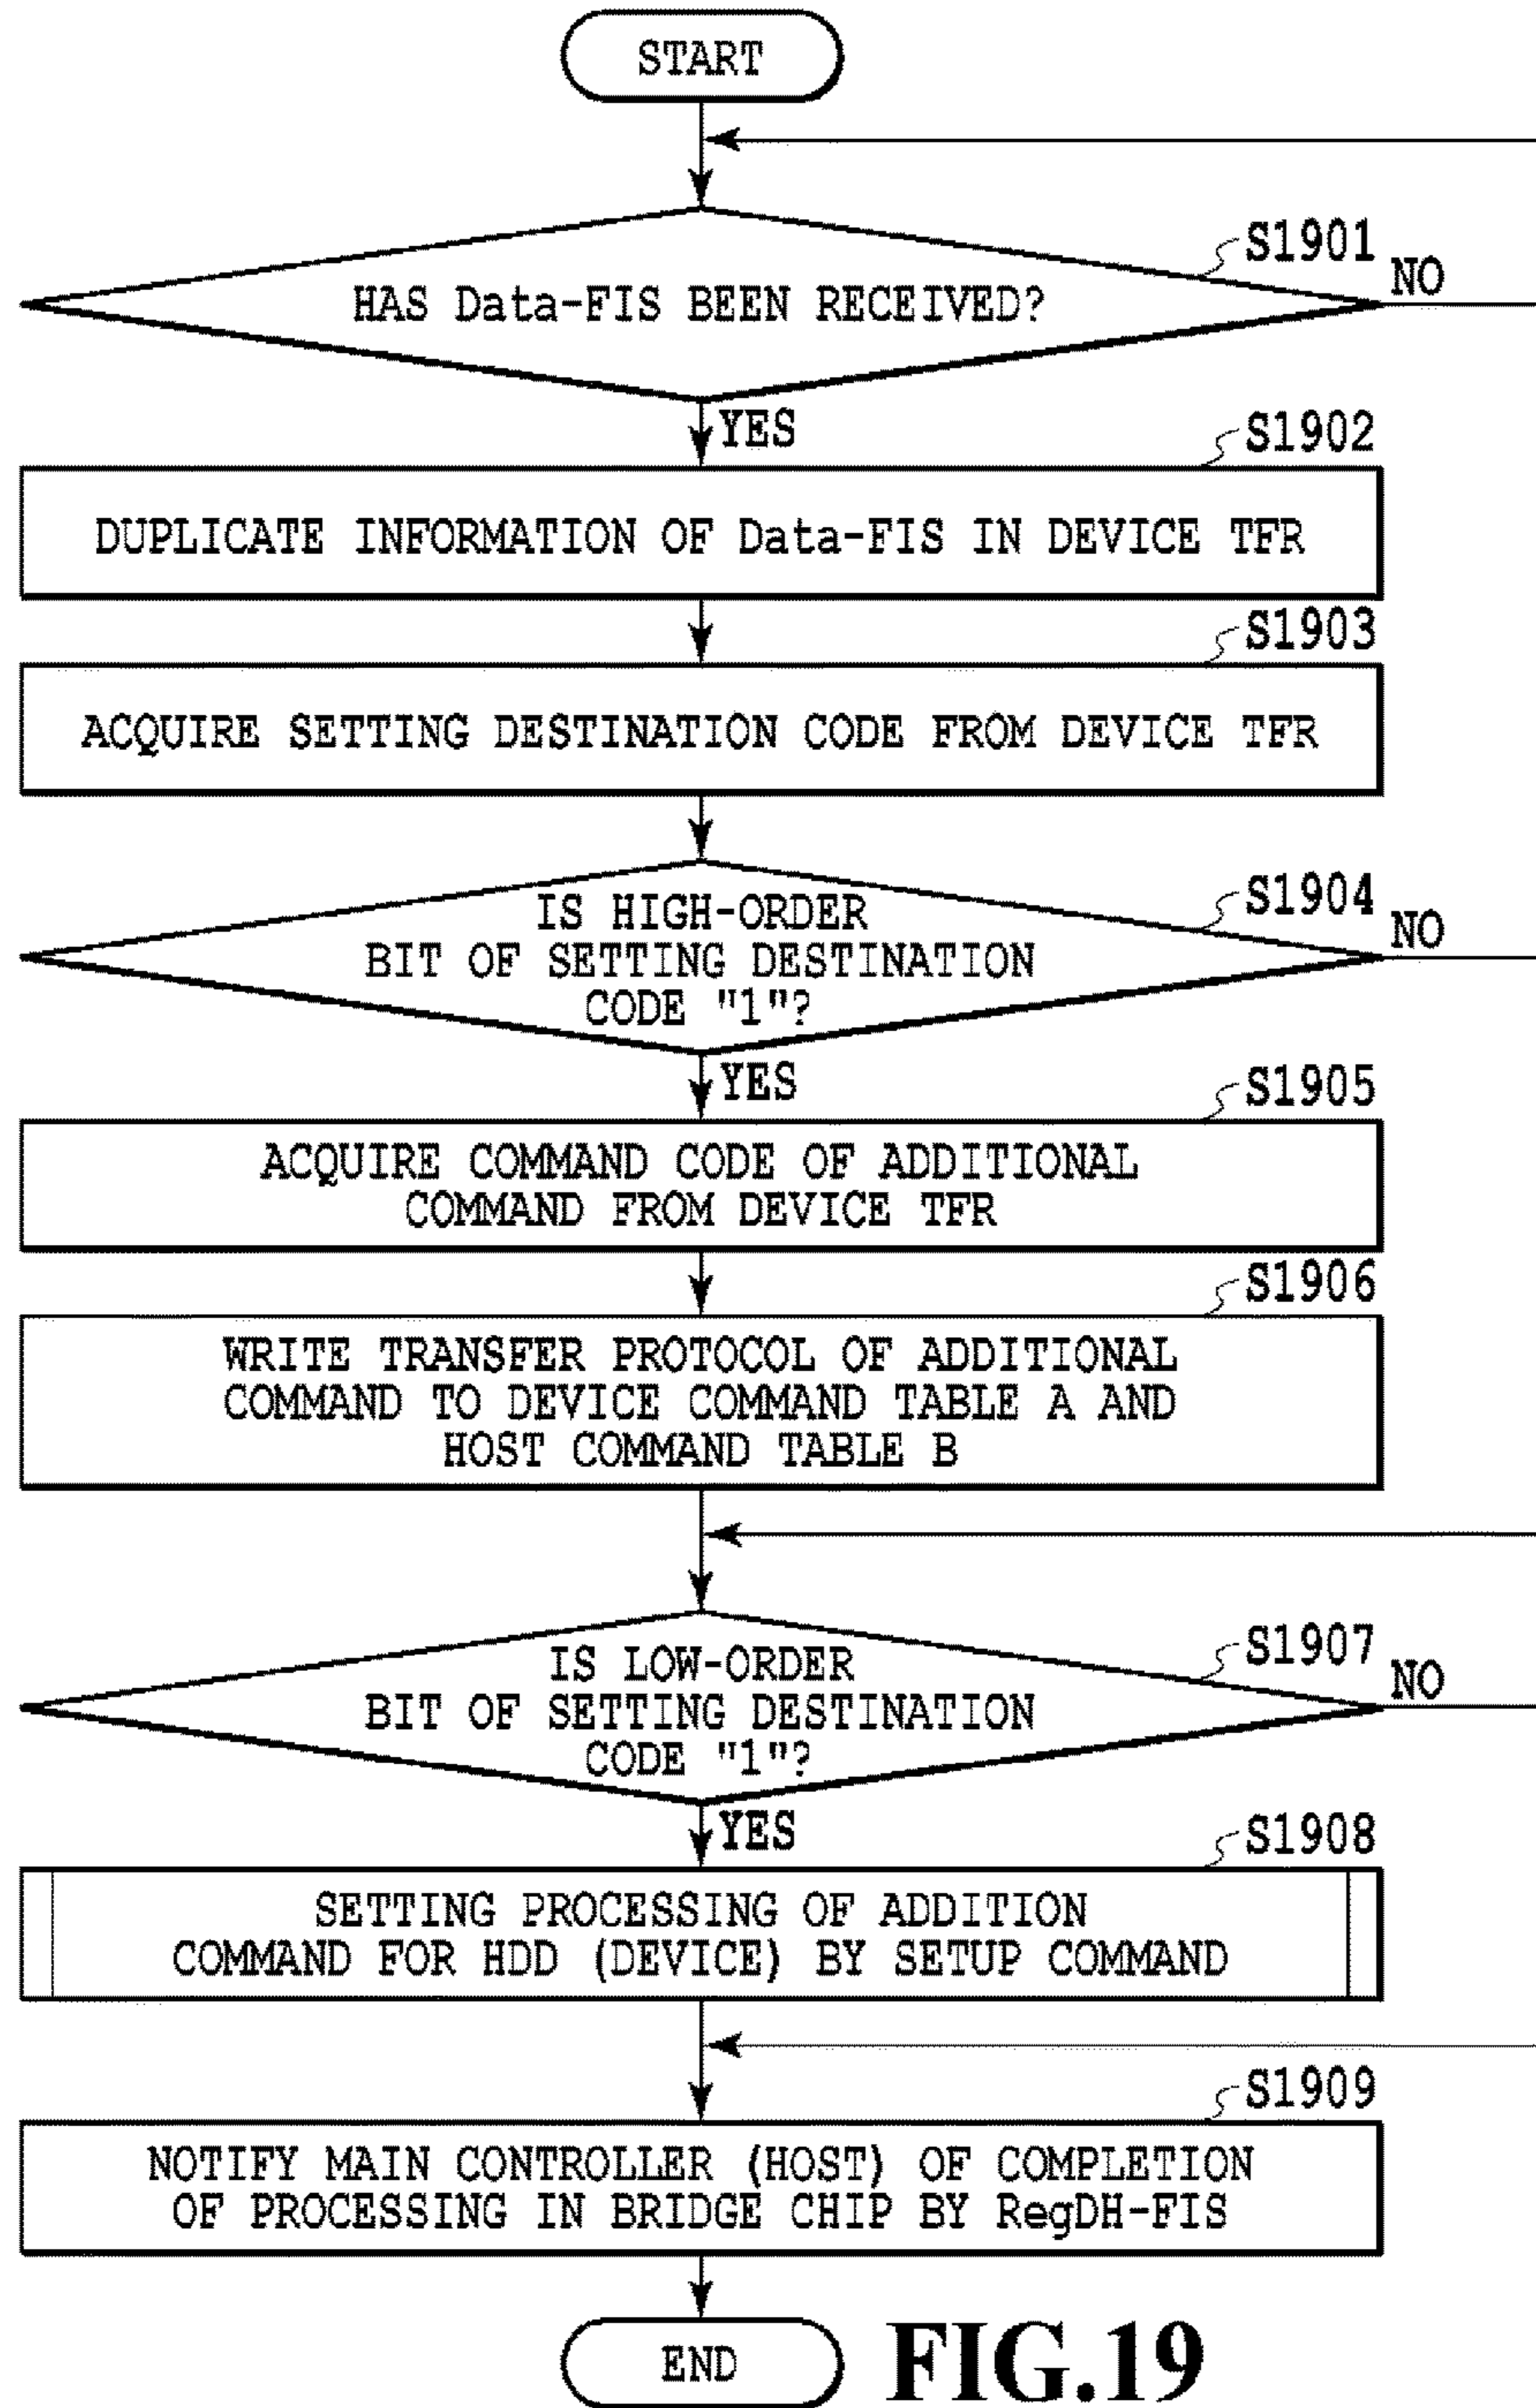 START
S1901
HAS Data-FIS BEEN RECEIVED?
NO
YES
S1902
DUPLICATE INFORMATION OF Data-FIS IN DEVICE TFR
S1903
ACQUIRE SETTING DESTINATION CODE FROM DEVICE TFR
S1904
IS HIGH-ORDER
BIT OF SETTING DESTINATION
CODE "1"?
NO
YES
S1905
ACQUIRE COMMAND CODE OF ADDITIONAL
COMMAND FROM DEVICE TFR
S1906
WRITE TRANSFER PROTOCOL OF ADDITIONAL
COMMAND TO DEVICE COMMAND TABLE A AND
HOST COMMAND TABLE B
S1907
IS LOW-ORDER
BIT OF SETTING DESTINATION
CODE "1"?
NO
YES
S1908
SETTING PROCESSING OF ADDITION
COMMAND FOR HDD (DEVICE) BY SETUP COMMAND
S1909
NOTIFY MAIN CONTROLLER (HOST) OF COMPLETION
OF PROCESSING IN BRIDGE CHIP BY RegDH-FIS
END
FIG.19